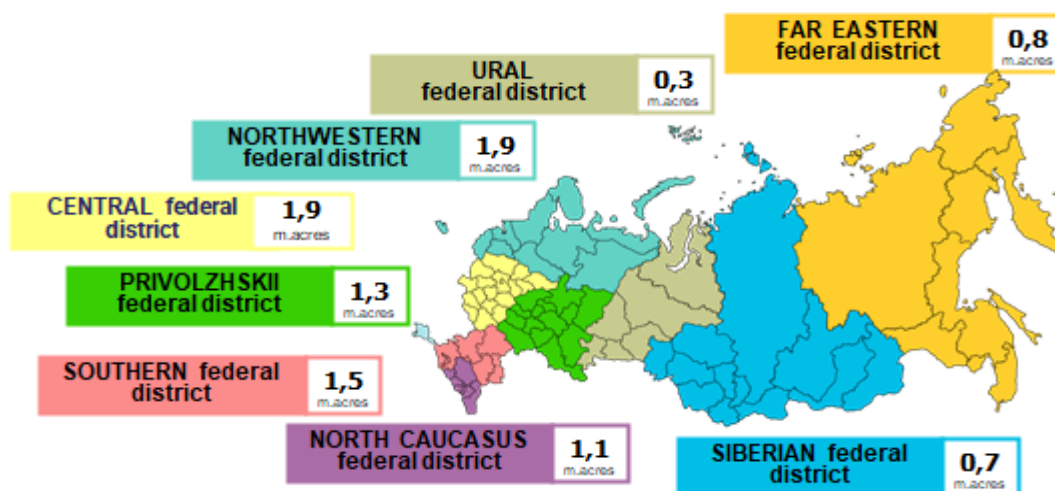 FAR EASTERN
federal district
0,8
m.acres
URAL
federal district
0,3
m.acres
NORTHWESTERN
federal district
1,9
m.acres
CENTRAL federal
district
1,9
m.acres
PRIVOLZHSKII
federal district
1,3
m.acres
SOUTHERN federal
district
1,5
m.acres
NORTH CAUCASUS
federal district
1,1
m.acres
SIBERIAN federal
district
0,7
m.acres